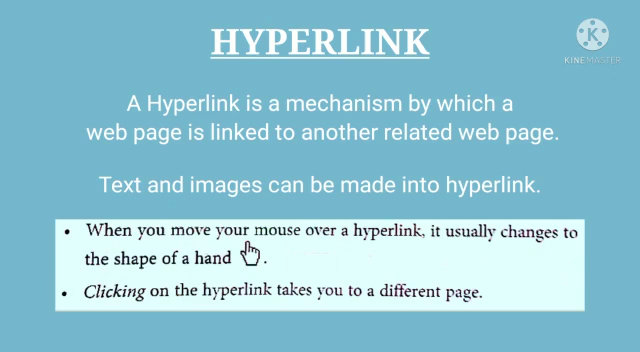 HYPERLINK
KINEMASTER
A Hyperlink is a mechanism by which a
web page is linked to another related web page.
Text and images can be made into hyperlink.
• When you move your mouse over a hyperlink, it usually changes to
the shape of a hand .
• Clicking on the hyperlink takes you to a different page.